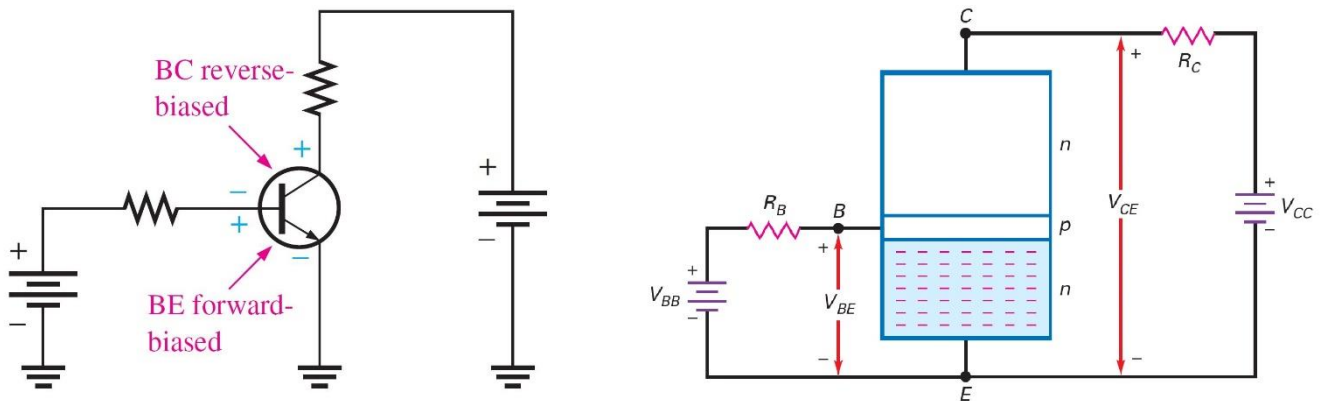 BC reverse-
biased
+
−
+
−
BE forward-
biased
+
−
+
−
C
+
R_C
n
V_CE
+
V_CC
−
R_B
B
p
+
+
V_BB
V_BE
n
−
−
−
E